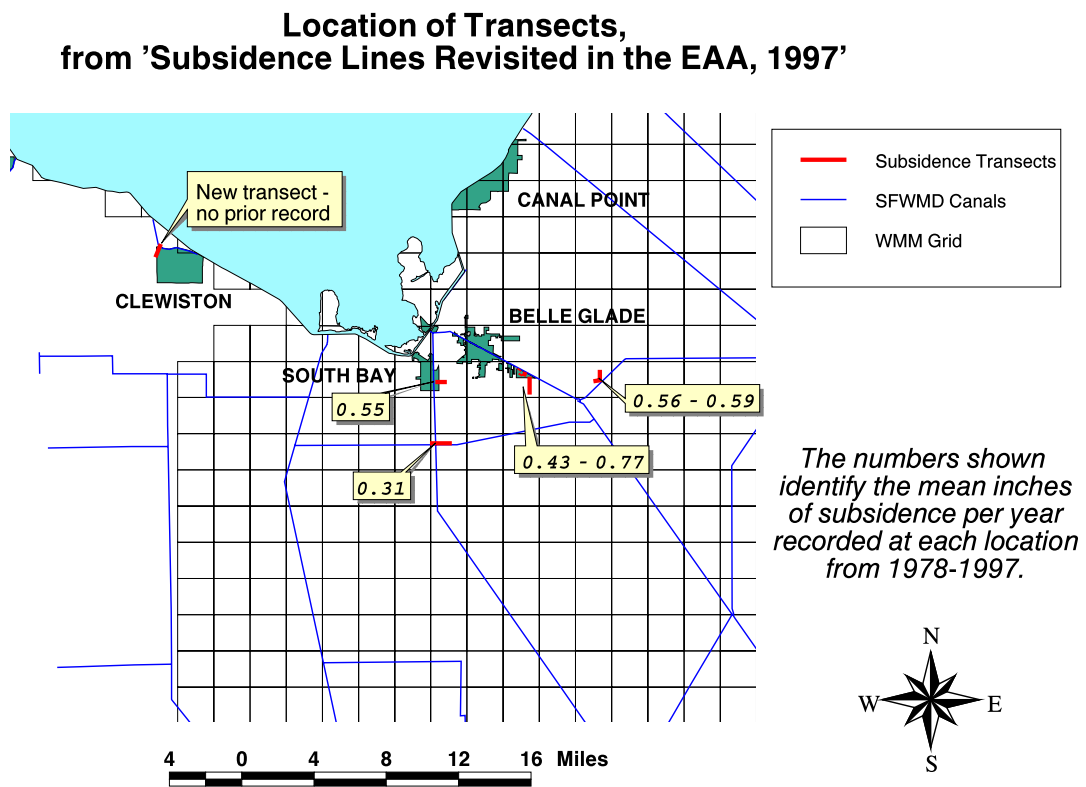 Location of Transects,
from ’Subsidence Lines Revisited in the EAA, 1997’
New transect -
no prior record
CANAL POINT
CLEWISTON
BELLE GLADE
SOUTH BAY
0.55
0.56 - 0.59
0.43 - 0.77
0.31
Subsidence Transects
SFWMD Canals
WMM Grid
The numbers shown
identify the mean inches
of subsidence per year
recorded at each location
from 1978-1997.
N
W
E
S
4 0 4 8 12 16 Miles